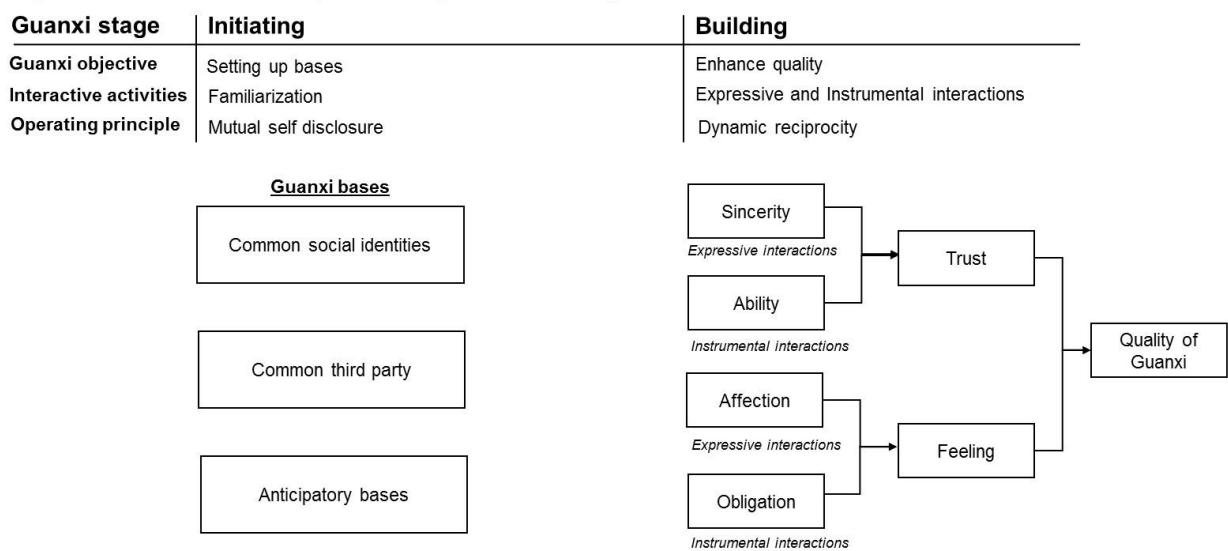 Guanxi stage Initiating Building
Guanxi objective Setting up bases Enhance quality
Interactive activities Familiarization Expressive and Instrumental interactions
Operating principle Mutual self disclosure Dynamic reciprocity
Guanxi bases
Common social identities
Common third party
Anticipatory bases
Sincerity
Expressive interactions
Ability
Instrumental interactions
Trust
Affection
Expressive interactions
Obligation
Instrumental interactions
Feeling
Quality of
Guanxi